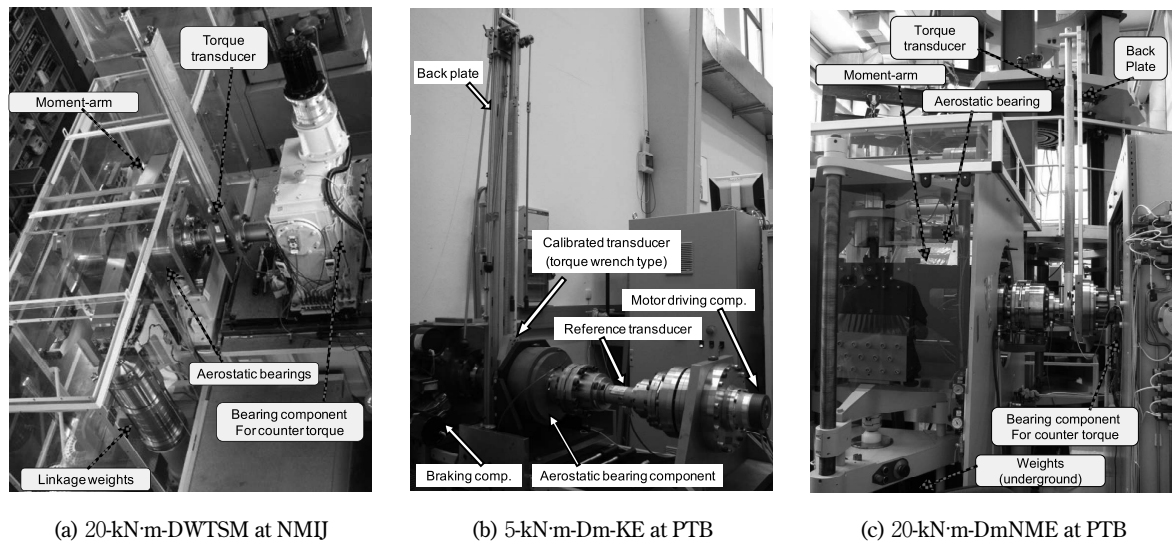 Torque
transducer
Moment-arm
Aerostatic bearings
Bearing component
For counter torque
Linkage weights
Back plate
Calibrated transducer
(torque wrench type)
Motor driving comp.
Reference transducer
Braking comp.
Aerostatic bearing component
Torque
transducer
Back
Plate
Moment-arm
Aerostatic bearing
Bearing component
For counter torque
Weights
(underground)
(a) 20-kN·m-DWTSM at NMIJ
(b) 5-kN·m-Dm-KE at PTB
(c) 20-kN·m-DmNME at PTB